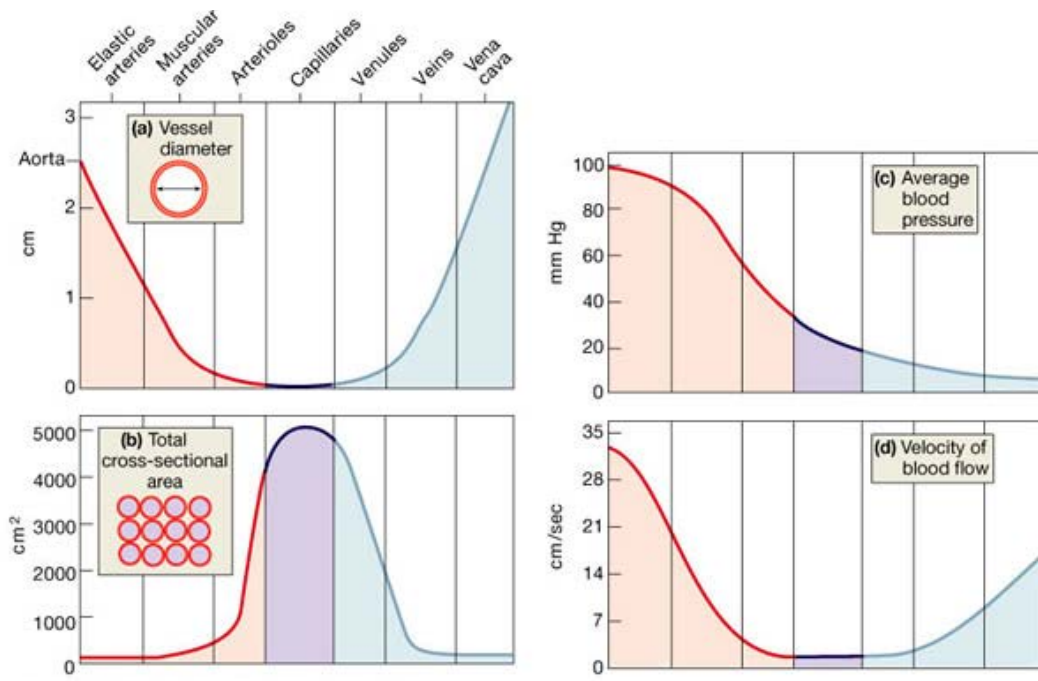 Elastic
arteries
Muscular
arteries
Arterioles
Capillaries
Venules
Veins
Vena
cava
3
Aorta
2
cm
1
0
(a) Vessel
diameter
5000
4000
3000
cm-2
2000
1000
0
(b) Total
cross-sectional
area
100
80
60
mm Hg
40
20
0
(c) Average
blood
pressure
35
28
21
cm/sec
14
7
0
(d) Velocity of
blood flow